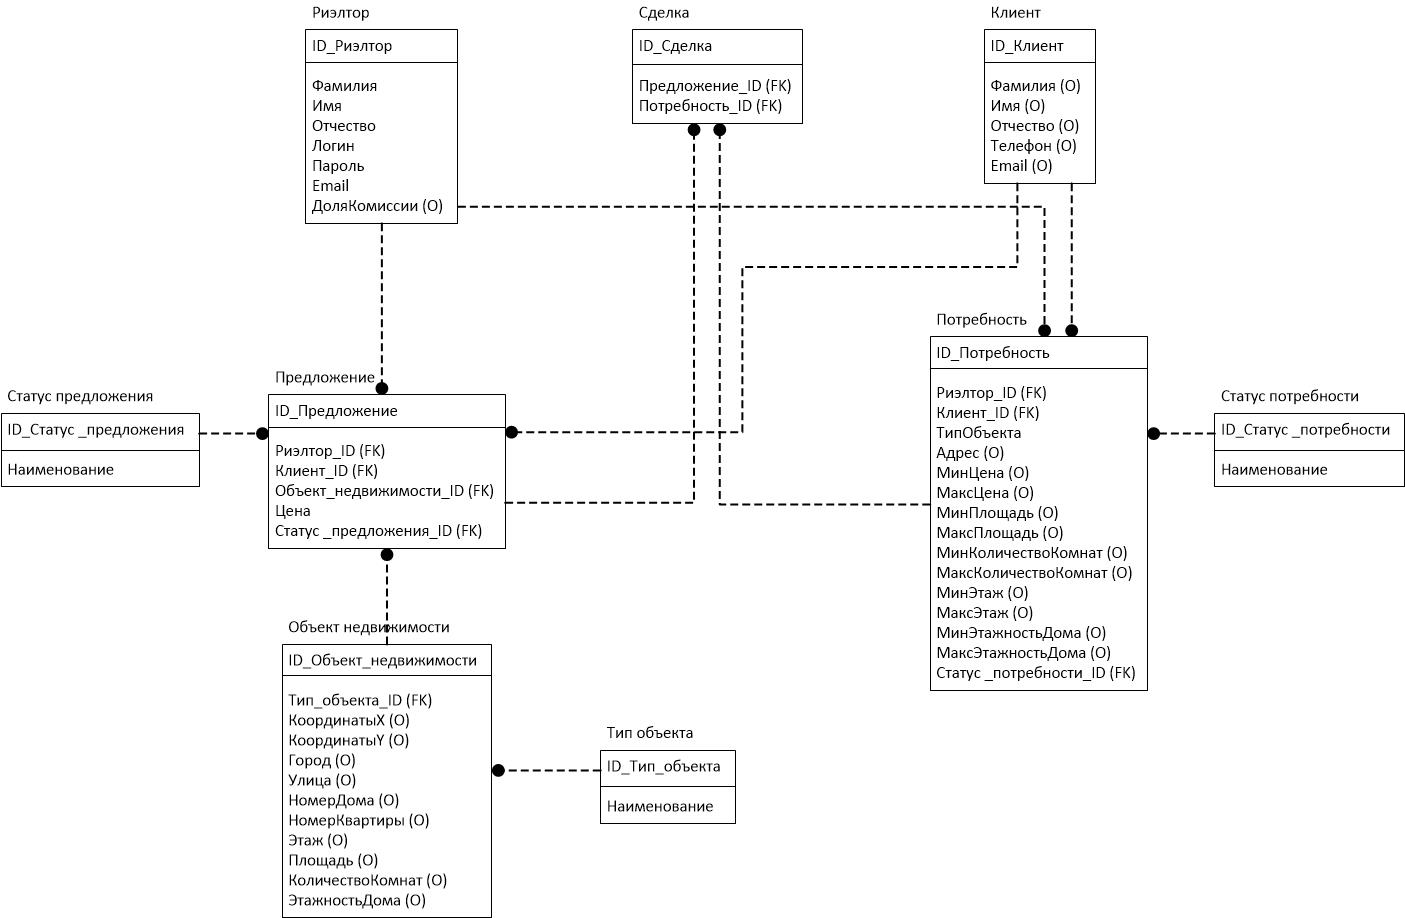 Риэлтор
ID_Риэлтор
Фамилия
Имя
Отчество
Логин
Пароль
Email
ДоляКомиссии (О)
Сделка
ID_Сделка
Предложение_ID (FK)
Потребность_ID (FK)
Клиент
ID_Клиент
Фамилия (О)
Имя (О)
Отчество (О)
Телефон (О)
Email (О)
Статус предложения
ID_Статус _предложения
Наименование
Предложение
ID_Предложение
Риэлтор_ID (FK)
Клиент_ID (FK)
Объект_недвижимости_ID (FK)
Цена
Статус _предложения_ID (FK)
Потребность
ID_Потребность
Риэлтор_ID (FK)
Клиент_ID (FK)
ТипОбъекта
Адрес (О)
МинЦена (О)
МаксЦена (О)
МинПлощадь (О)
МаксПлощадь (О)
МинКоличествоКомнат (О)
МаксКоличествоКомнат (О)
МинЭтаж (О)
МаксЭтаж (О)
МинЭтажностьДома (О)
МаксЭтажностьДома (О)
Статус _потребности_ID (FK)
Статус потребности
ID_Статус _потребности
Наименование
Объект недвижимости
ID_Объект_недвижимости
Тип_объекта_ID (FK)
КоординатыX (О)
КоординатыY (О)
Город (О)
Улица (О)
НомерДома (О)
НомерКвартиры (О)
Этаж (О)
Площадь (О)
КоличествоКомнат (О)
ЭтажностьДома (О)
Тип объекта
ID_Тип_объекта
Наименование